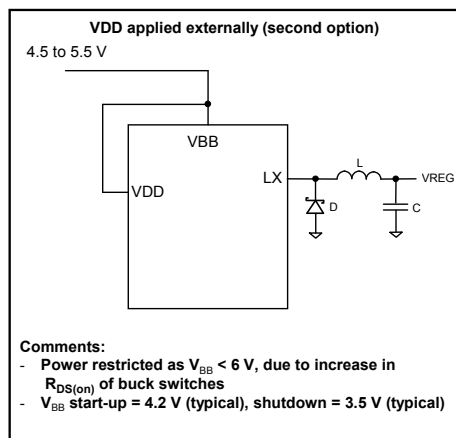 VDD applied externally (second option)
4.5 to 5.5 V
VBB
VDD
LX
L
VREG
D
C
Comments:
- Power restricted as VBB < 6 V, due to increase in
RDS(on) of buck switches
- VBB start-up = 4.2 V (typical), shutdown = 3.5 V (typical)